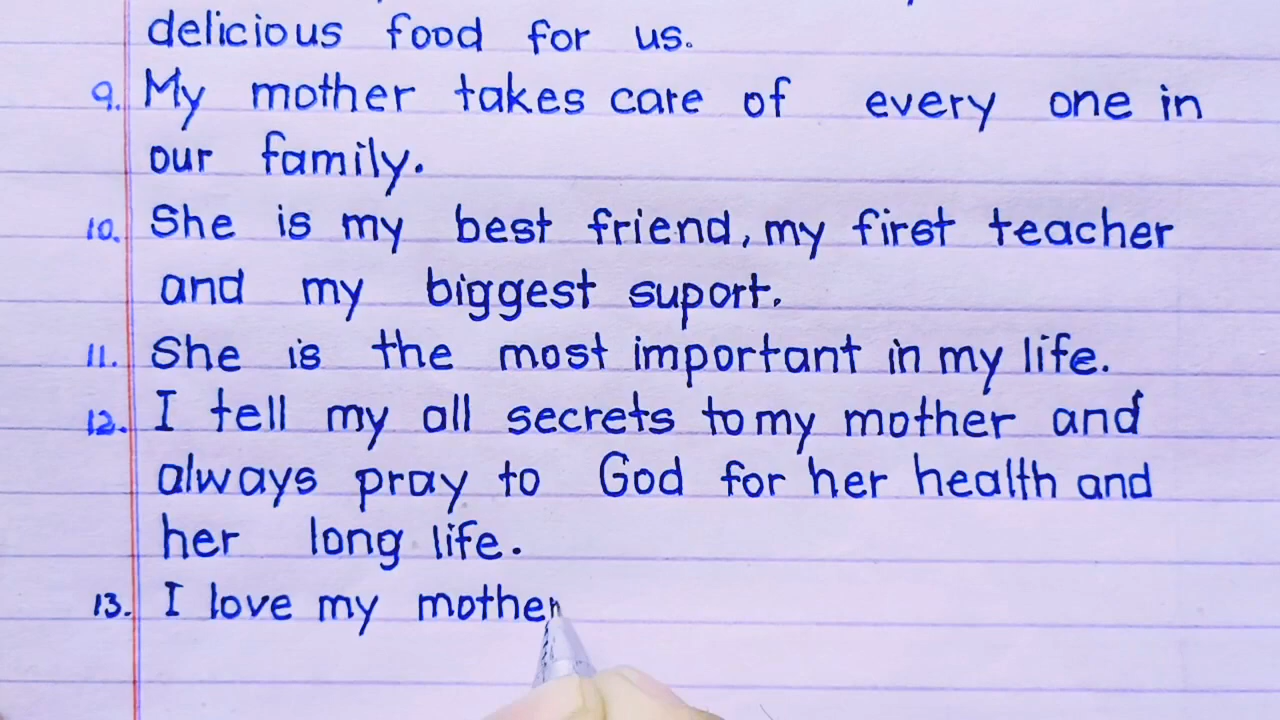 delicious food for us.
9. My mother takes care of every one in
our family.
10. She is my best friend, my first teacher
and my biggest suport.
11. She is the most important in my life.
12. I tell my all secrets to my mother and
always pray to God for her health and
her long life.
13. I love my mother